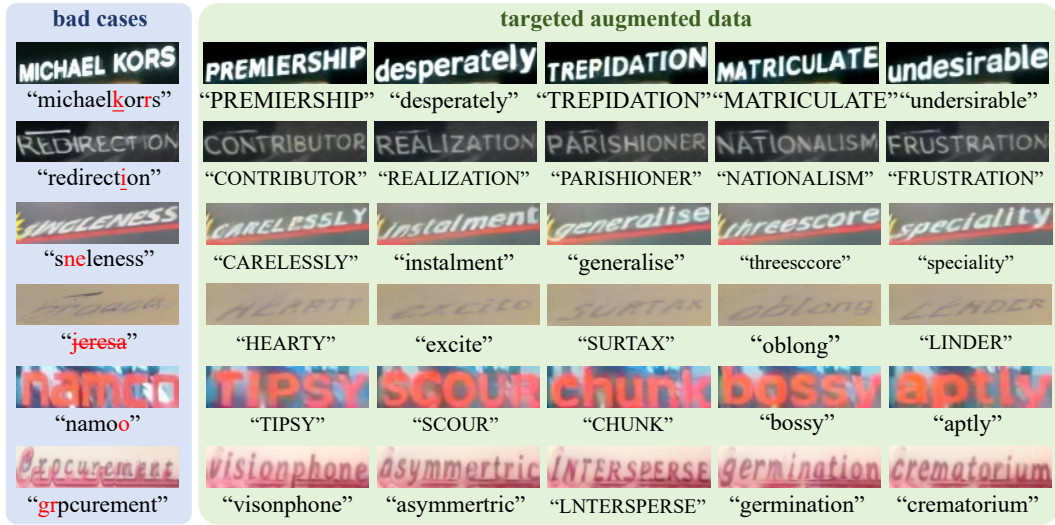 bad cases targeted augmented data
MICHAEL KORS PREMIERSHIP desperately TREPIDATION MATRICULATE undesirable
“michaelkorrs” “PREMIERSHIP” “desperately” “TREPIDATION” “MATRICULATE” “undersirable”
REDIRECTION CONTRIBUTOR REALIZATION PARISHIONER NATIONALISM FRUSTRATION
“redirection” “CONTRIBUTOR” “REALIZATION” “PARISHIONER” “NATIONALISM” “FRUSTRATION”
SINGLENESS CARELESSLY instalment generalise threescore speciality
“sneleness” “CARELESSLY” “instalment” “generalise” “threesccore” “speciality”
HEARTY excite SURTAX oblong LENDER
“jeresa” “HEARTY” “excite” “SURTAX” “oblong” “LINDER”
namco TIPSY SCOUR chunk bossy aptly
“namoo” “TIPSY” “SCOUR” “CHUNK” “bossy” “aptly”
Procurement visionphone asymmertric INTERSPERSE germination crematorium
“grpcurement” “visonphone” “asymmertric” “LNTERSPERSE” “germination” “crematorium”